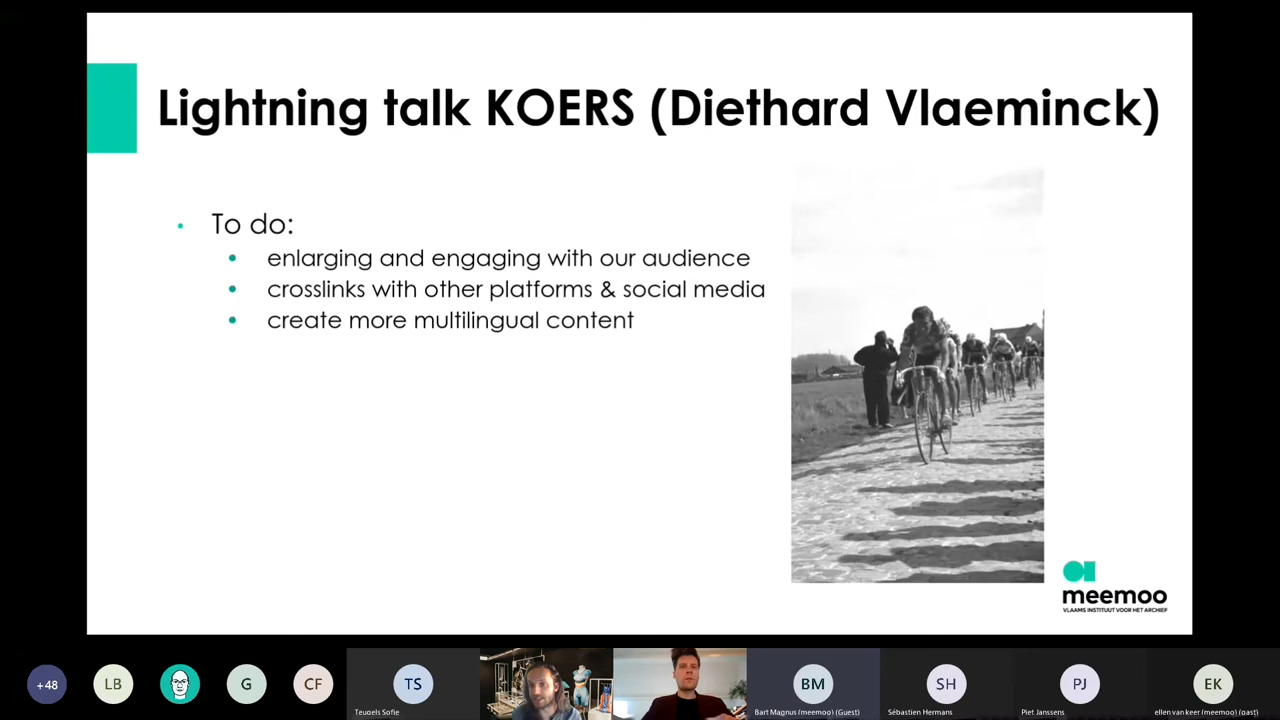 Lightning talk KOERS (Diethard Vlaeminck)
• To do:
• enlarging and engaging with our audience
• crosslinks with other platforms & social media
• create more multilingual content
meemoo
VLAAMS INSTITUUT VOOR HET ARCHIEF
+48
LB
G
CF
TS
BM
SH
PJ
EK
Teugels Sofie
Bart Magnus (meemoo) (Guest)
Sébastien Hermans
Piet Janssens
ellen van keer (meemoo) (gast)